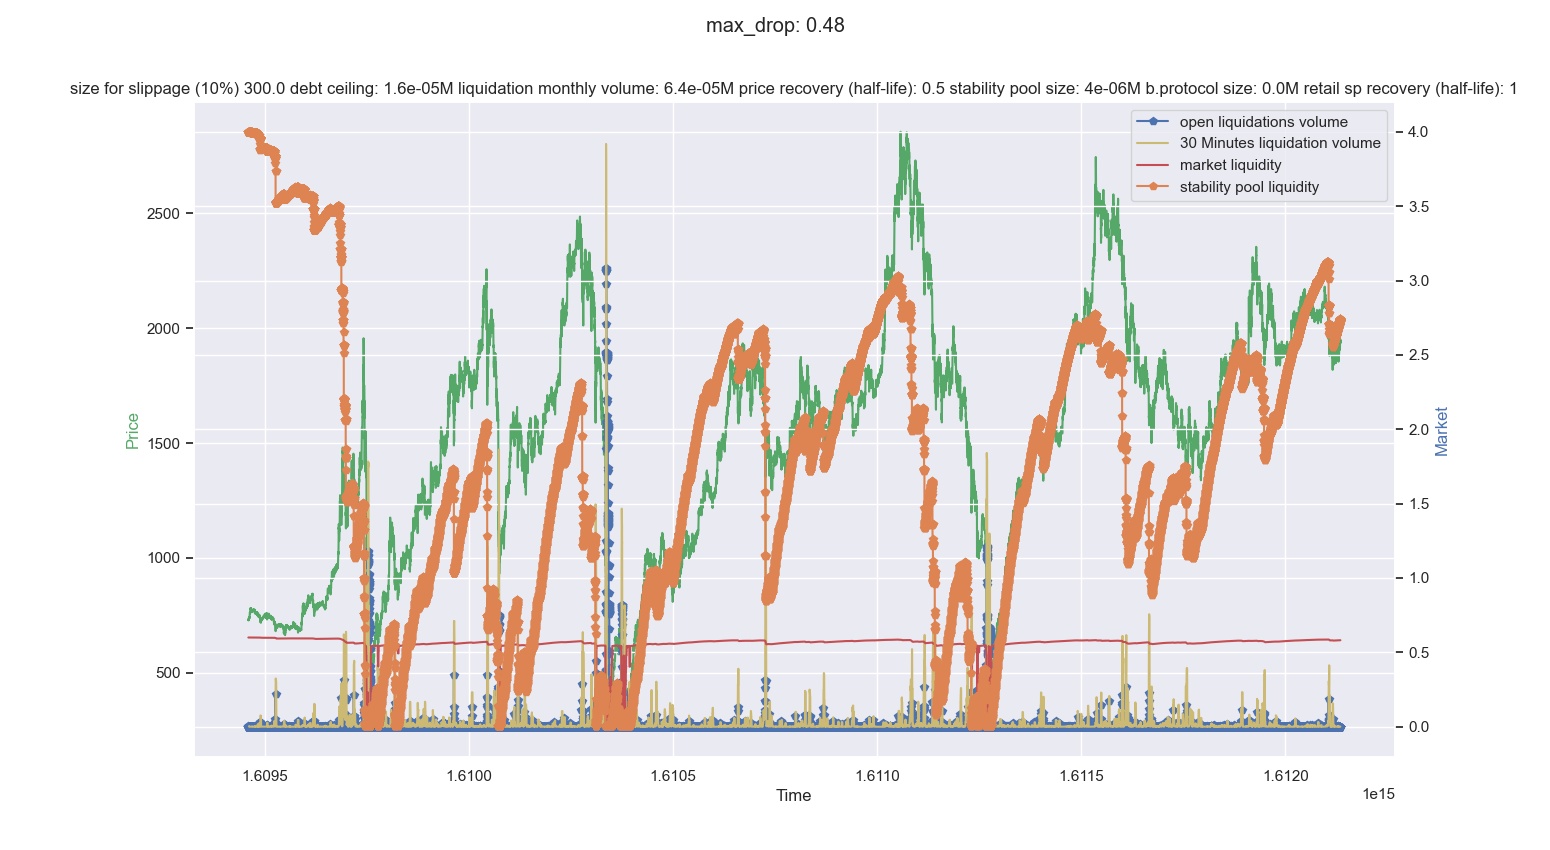 max_drop: 0.48
size for slippage (10%) 300.0 debt ceiling: 1.6e-05M liquidation monthly volume: 6.4e-05M price recovery (half-life): 0.5 stability pool size: 4e-06M b.protocol size: 0.0M retail sp recovery (half-life): 1
open liquidations volume
30 Minutes liquidation volume
market liquidity
stability pool liquidity
2500
2000
1500
1000
500
Price
4.0
3.5
3.0
2.5
2.0
1.5
1.0
0.5
0.0
Market
1.6095
1.6100
1.6105
1.6110
1.6115
1.6120
1e15
Time